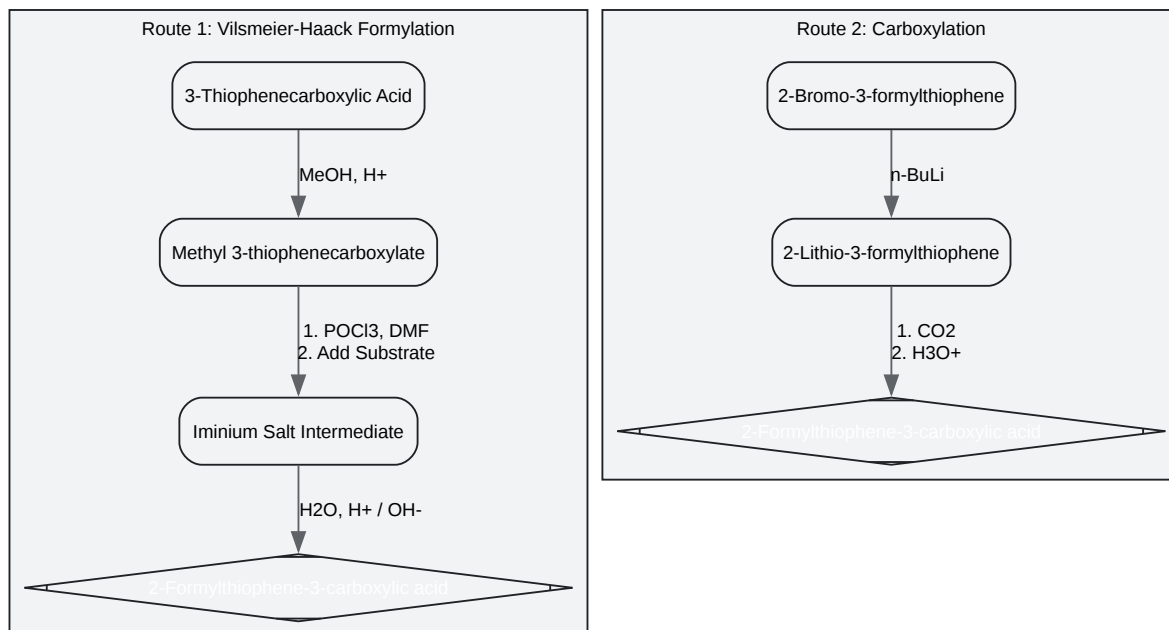 Route 1: Vilsmeier-Haack Formylation
3-Thiophenecarboxylic Acid
MeOH, H+
Methyl 3-thiophenecarboxylate
1. POCl3, DMF
2. Add Substrate
Iminium Salt Intermediate
H2O, H+ / OH-
2-Formylthiophene-3-carboxylic acid
Route 2: Carboxylation
2-Bromo-3-formylthiophene
n-BuLi
2-Lithio-3-formylthiophene
1. CO2
2. H3O+
2-Formylthiophene-3-carboxylic acid